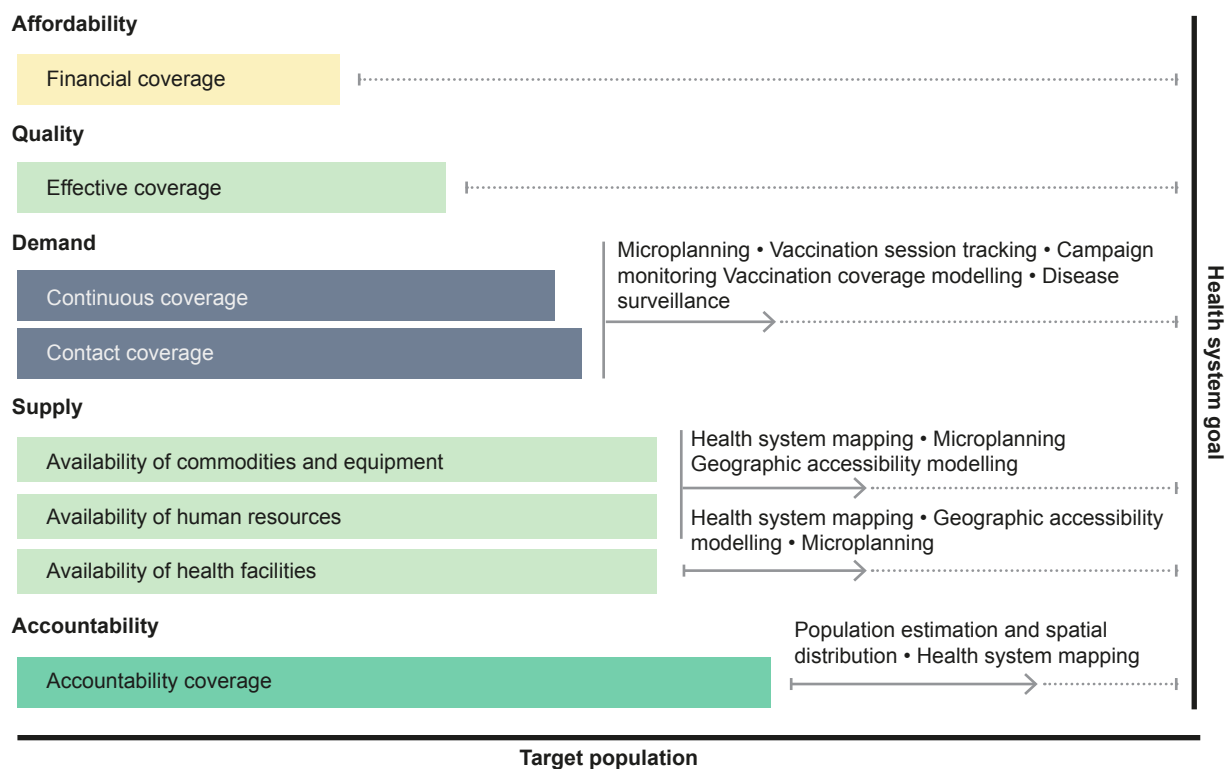 Affordability
Financial coverage
Quality
Effective coverage
Demand
Continuous coverage
Contact coverage
Microplanning • Vaccination session tracking • Campaign
monitoring Vaccination coverage modelling • Disease
surveillance
Supply
Availability of commodities and equipment
Availability of human resources
Availability of health facilities
Health system mapping • Microplanning
Geographic accessibility modelling
Health system mapping • Geographic accessibility
modelling • Microplanning
Accountability
Accountability coverage
Population estimation and spatial
distribution • Health system mapping
Health system goal
Target population